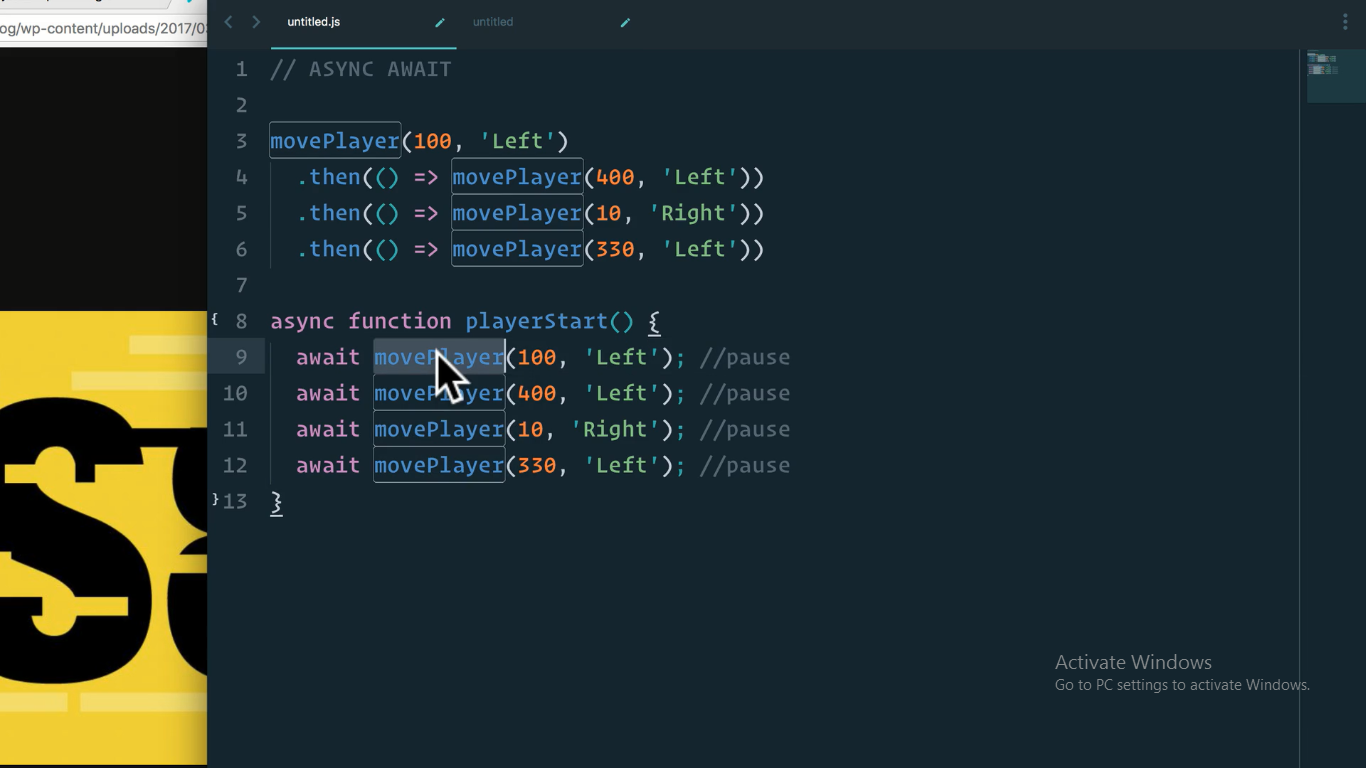 og/wp-content/uploads/2017/03
untitled.js
untitled
1 // ASYNC AWAIT
2
3 movePlayer(100, 'Left')
4 .then(() => movePlayer(400, 'Left'))
5 .then(() => movePlayer(10, 'Right'))
6 .then(() => movePlayer(330, 'Left'))
7
{ 8 async function playerStart() {
9 await movePlayer(100, 'Left'); //pause
10 await movePlayer(400, 'Left'); //pause
11 await movePlayer(10, 'Right'); //pause
12 await movePlayer(330, 'Left'); //pause
} 13 }
Activate Windows
Go to PC settings to activate Windows.